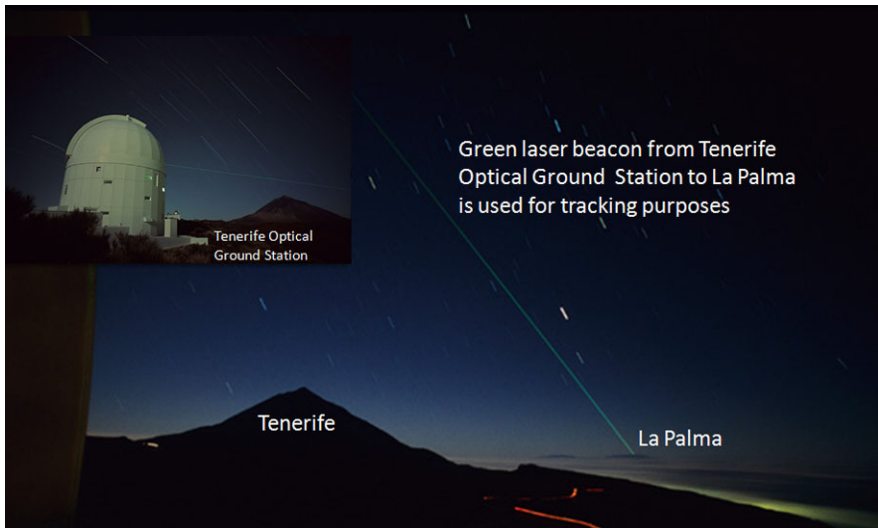 Green laser beacon from Tenerife
Optical Ground Station to La Palma
is used for tracking purposes
Tenerife Optical
Ground Station
Tenerife
La Palma